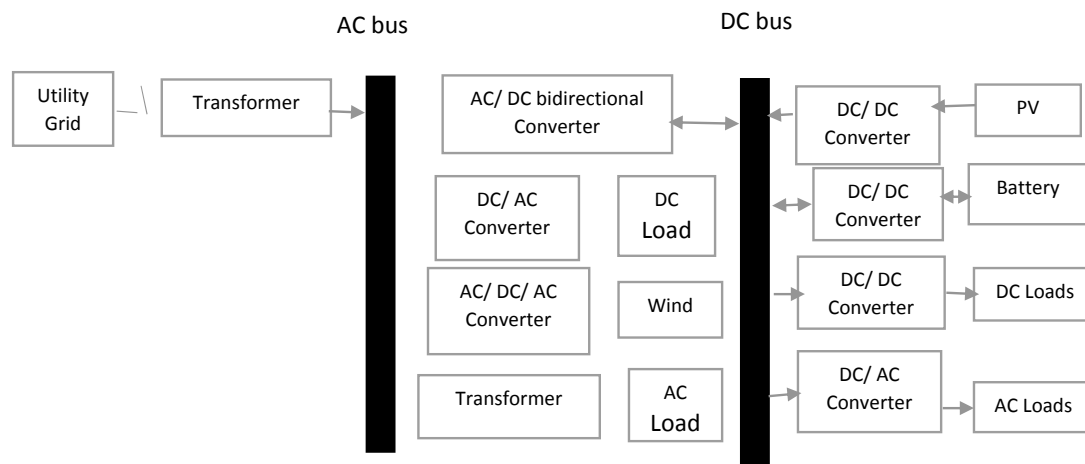 AC bus
DC bus
Utility
Grid
Transformer
AC/ DC bidirectional
Converter
DC/ DC
Converter
PV
DC/ AC
Converter
DC
Load
DC/ DC
Converter
Battery
AC/ DC/ AC
Converter
Wind
DC/ DC
Converter
DC Loads
Transformer
AC
Load
DC/ AC
Converter
AC Loads